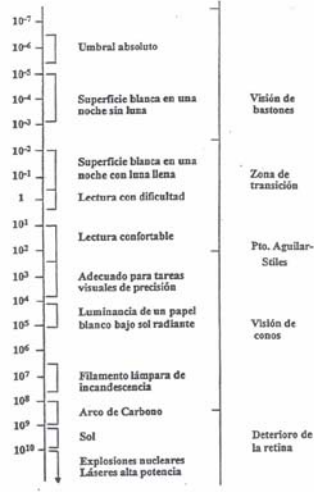 10-7
10-6
Umbral absoluto
10-5
10-4
Superficie blanca en una
noche sin luna
Visión de
bastones
10-3
10-2
Superficie blanca en una
noche con luna llena
10-1
Zona de
transición
1
Lectura con dificultad
101
Lectura confortable
102
Pto. Aguilar-
Stiles
103
Adecuado para tareas
visuales de precisión
104
Luminancia de un papel
blanco bajo sol radiante
105
Visión de
conos
106
107
Filamento lámpara de
incandescencia
108
Arco de Carbono
109
Sol
Deterioro de
la retina
1010
Explosiones nucleares
Láseres alta potencia